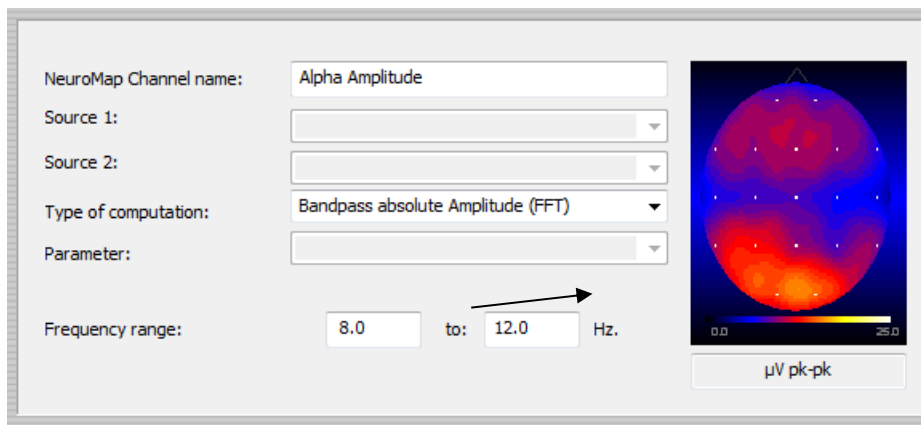 NeuroMap Channel name: Alpha Amplitude
Source 1:
Source 2:
Type of computation: Bandpass absolute Amplitude (FFT)
Parameter:
Frequency range: 8.0 to: 12.0 Hz.
0.0 25.0
µV pk-pk